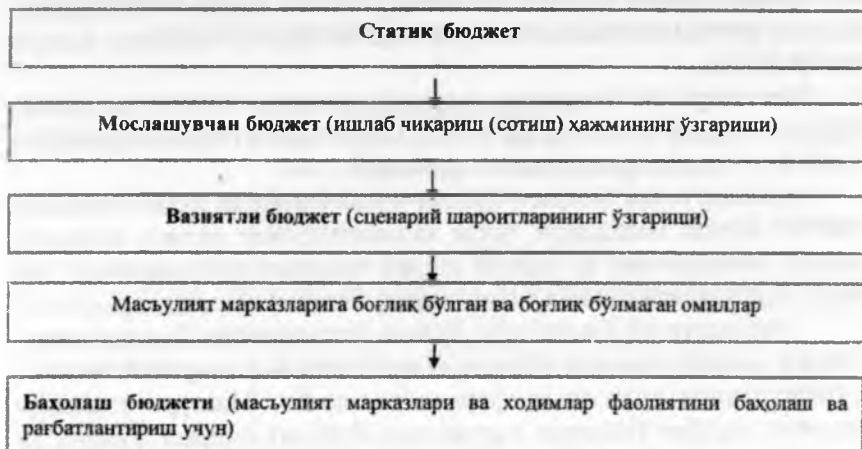 Статик бюджет
Мослашувчан бюджет (ишлаб чиқариш (сотиш) ҳажмининг ўзгариши)
Вазиятли бюджет (сценарий шароитларининг ўзгариши)
Масъулият марказларига боғлиқ бўлган ва боғлиқ бўлмаган омиллар
Баҳолаш бюджети (масъулият марказлари ва ходимлар фаолиятини баҳолаш ва
рағбатлантириш учун)